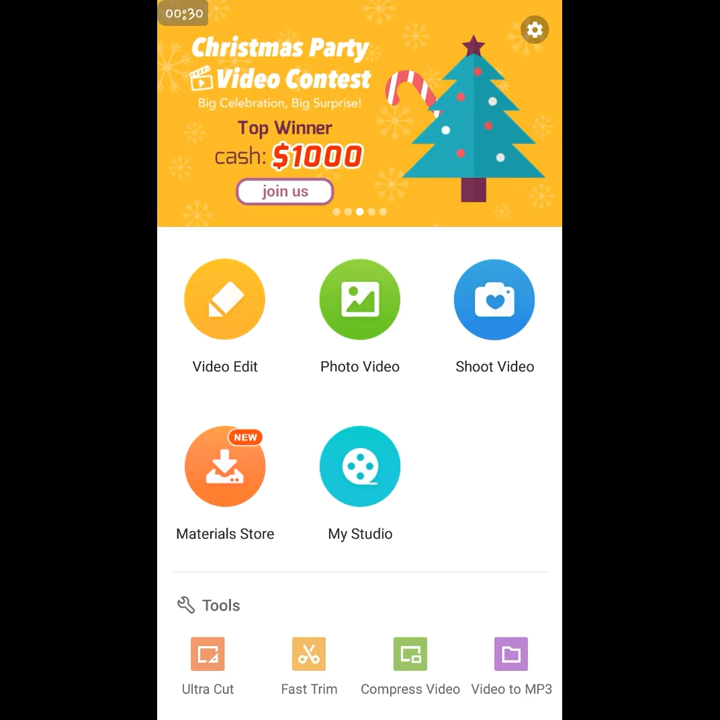 00:30
Christmas Party
Video Contest
Big Celebration, Big Surprise!
Top Winner
cash: $1000
join us
Video Edit
Photo Video
Shoot Video
NEW
Materials Store
My Studio
Tools
Ultra Cut
Fast Trim
Compress Video
Video to MP3